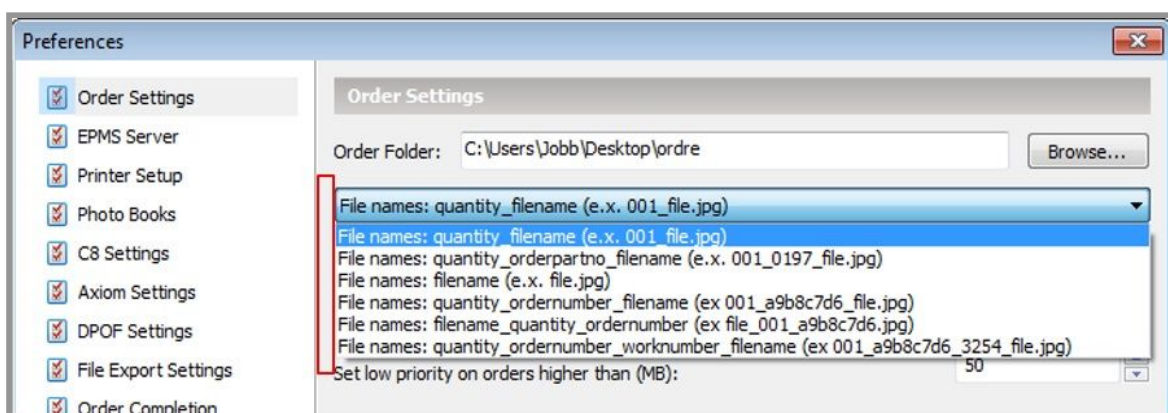 Preferences
Order Settings
EPMS Server
Printer Setup
Photo Books
C8 Settings
Axiom Settings
DPOF Settings
File Export Settings
Order Completion
Order Settings
Order Folder: C:\Users\Jobb\Desktop\ordre Browse...
File names: quantity_filename (e.x. 001_file.jpg)
File names: quantity_filename (e.x. 001_file.jpg)
File names: quantity_orderpartno_filename (e.x. 001_0197_file.jpg)
File names: filename (e.x. file.jpg)
File names: quantity_ordernumber_filename (ex 001_a9b8c7d6_file.jpg)
File names: filename_quantity_ordernumber (ex file_001_a9b8c7d6.jpg)
File names: quantity_ordernumber_worknumber_filename (ex 001_a9b8c7d6_3254_file.jpg)
Set low priority on orders higher than (MB): 50